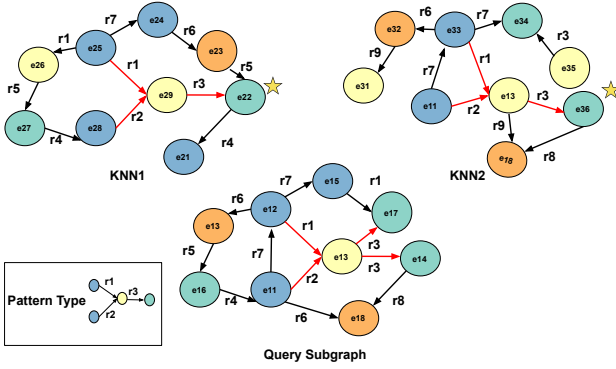 e24
r7
r6
r1
e25
e23
e26
r1
r5
r5
e29
r3
e22
r2
e27
r4
e28
r4
e21
KNN1
r6
r7
e32
e33
e34
r1
r3
r9
e35
r7
e31
e13
r3
e11
r2
e36
r9
r8
e18
KNN2
e15
r7
r1
r6
e12
e17
e13
r1
r3
r5
r7
e13
e14
r2
r3
e16
r4
e11
r8
r6
e18
Query Subgraph
r1
Pattern Type
r3
r2